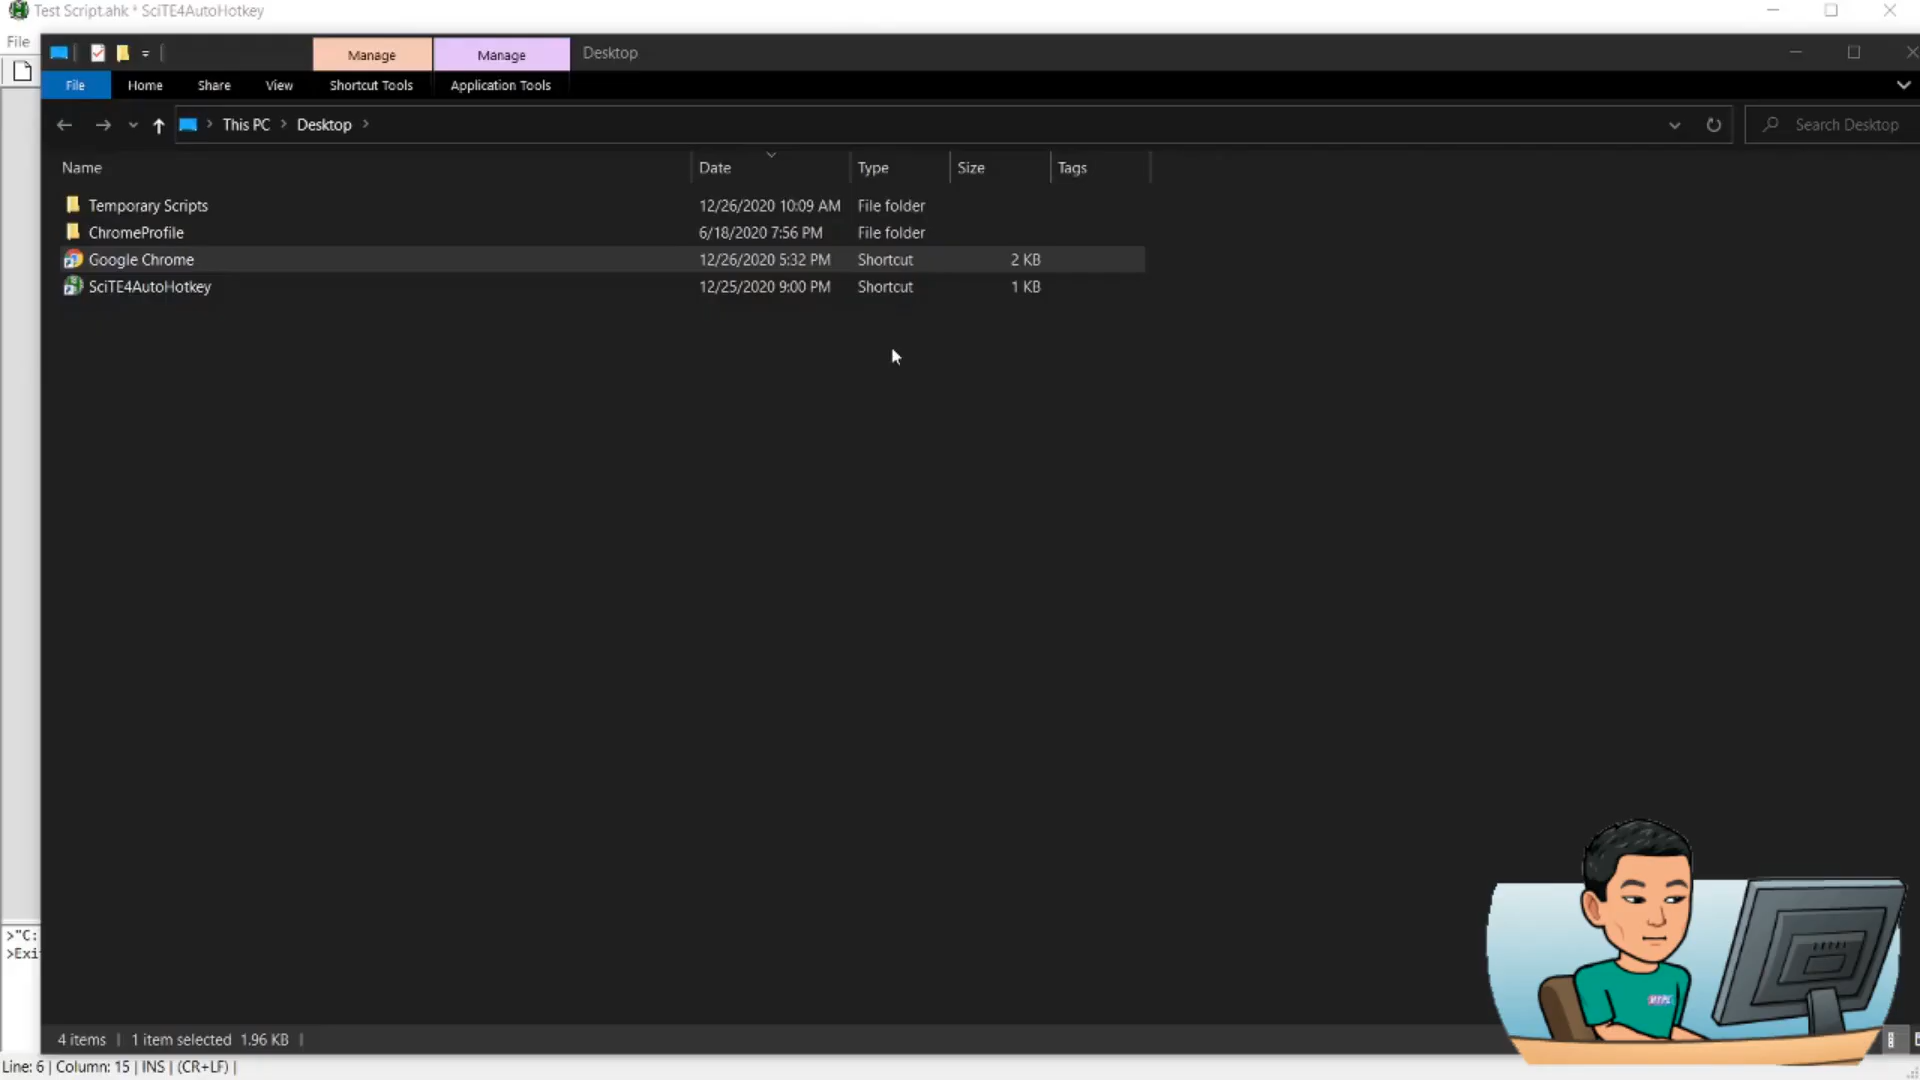 Test Script.ahk * SciTE4AutoHotkey
File
Manage Manage Desktop
File Home Share View Shortcut Tools Application Tools
This PC Desktop Search Desktop
Name Date Type Size Tags
Temporary Scripts 12/26/2020 10:09 AM File folder
ChromeProfile 6/18/2020 7:56 PM File folder
Google Chrome 12/26/2020 5:32 PM Shortcut 2 KB
SciTE4AutoHotkey 12/25/2020 9:00 PM Shortcut 1 KB
>"C:
>Exi
4 items | 1 item selected 1.96 KB |
Line: 6 | Column: 15 | INS | (CR+LF) |